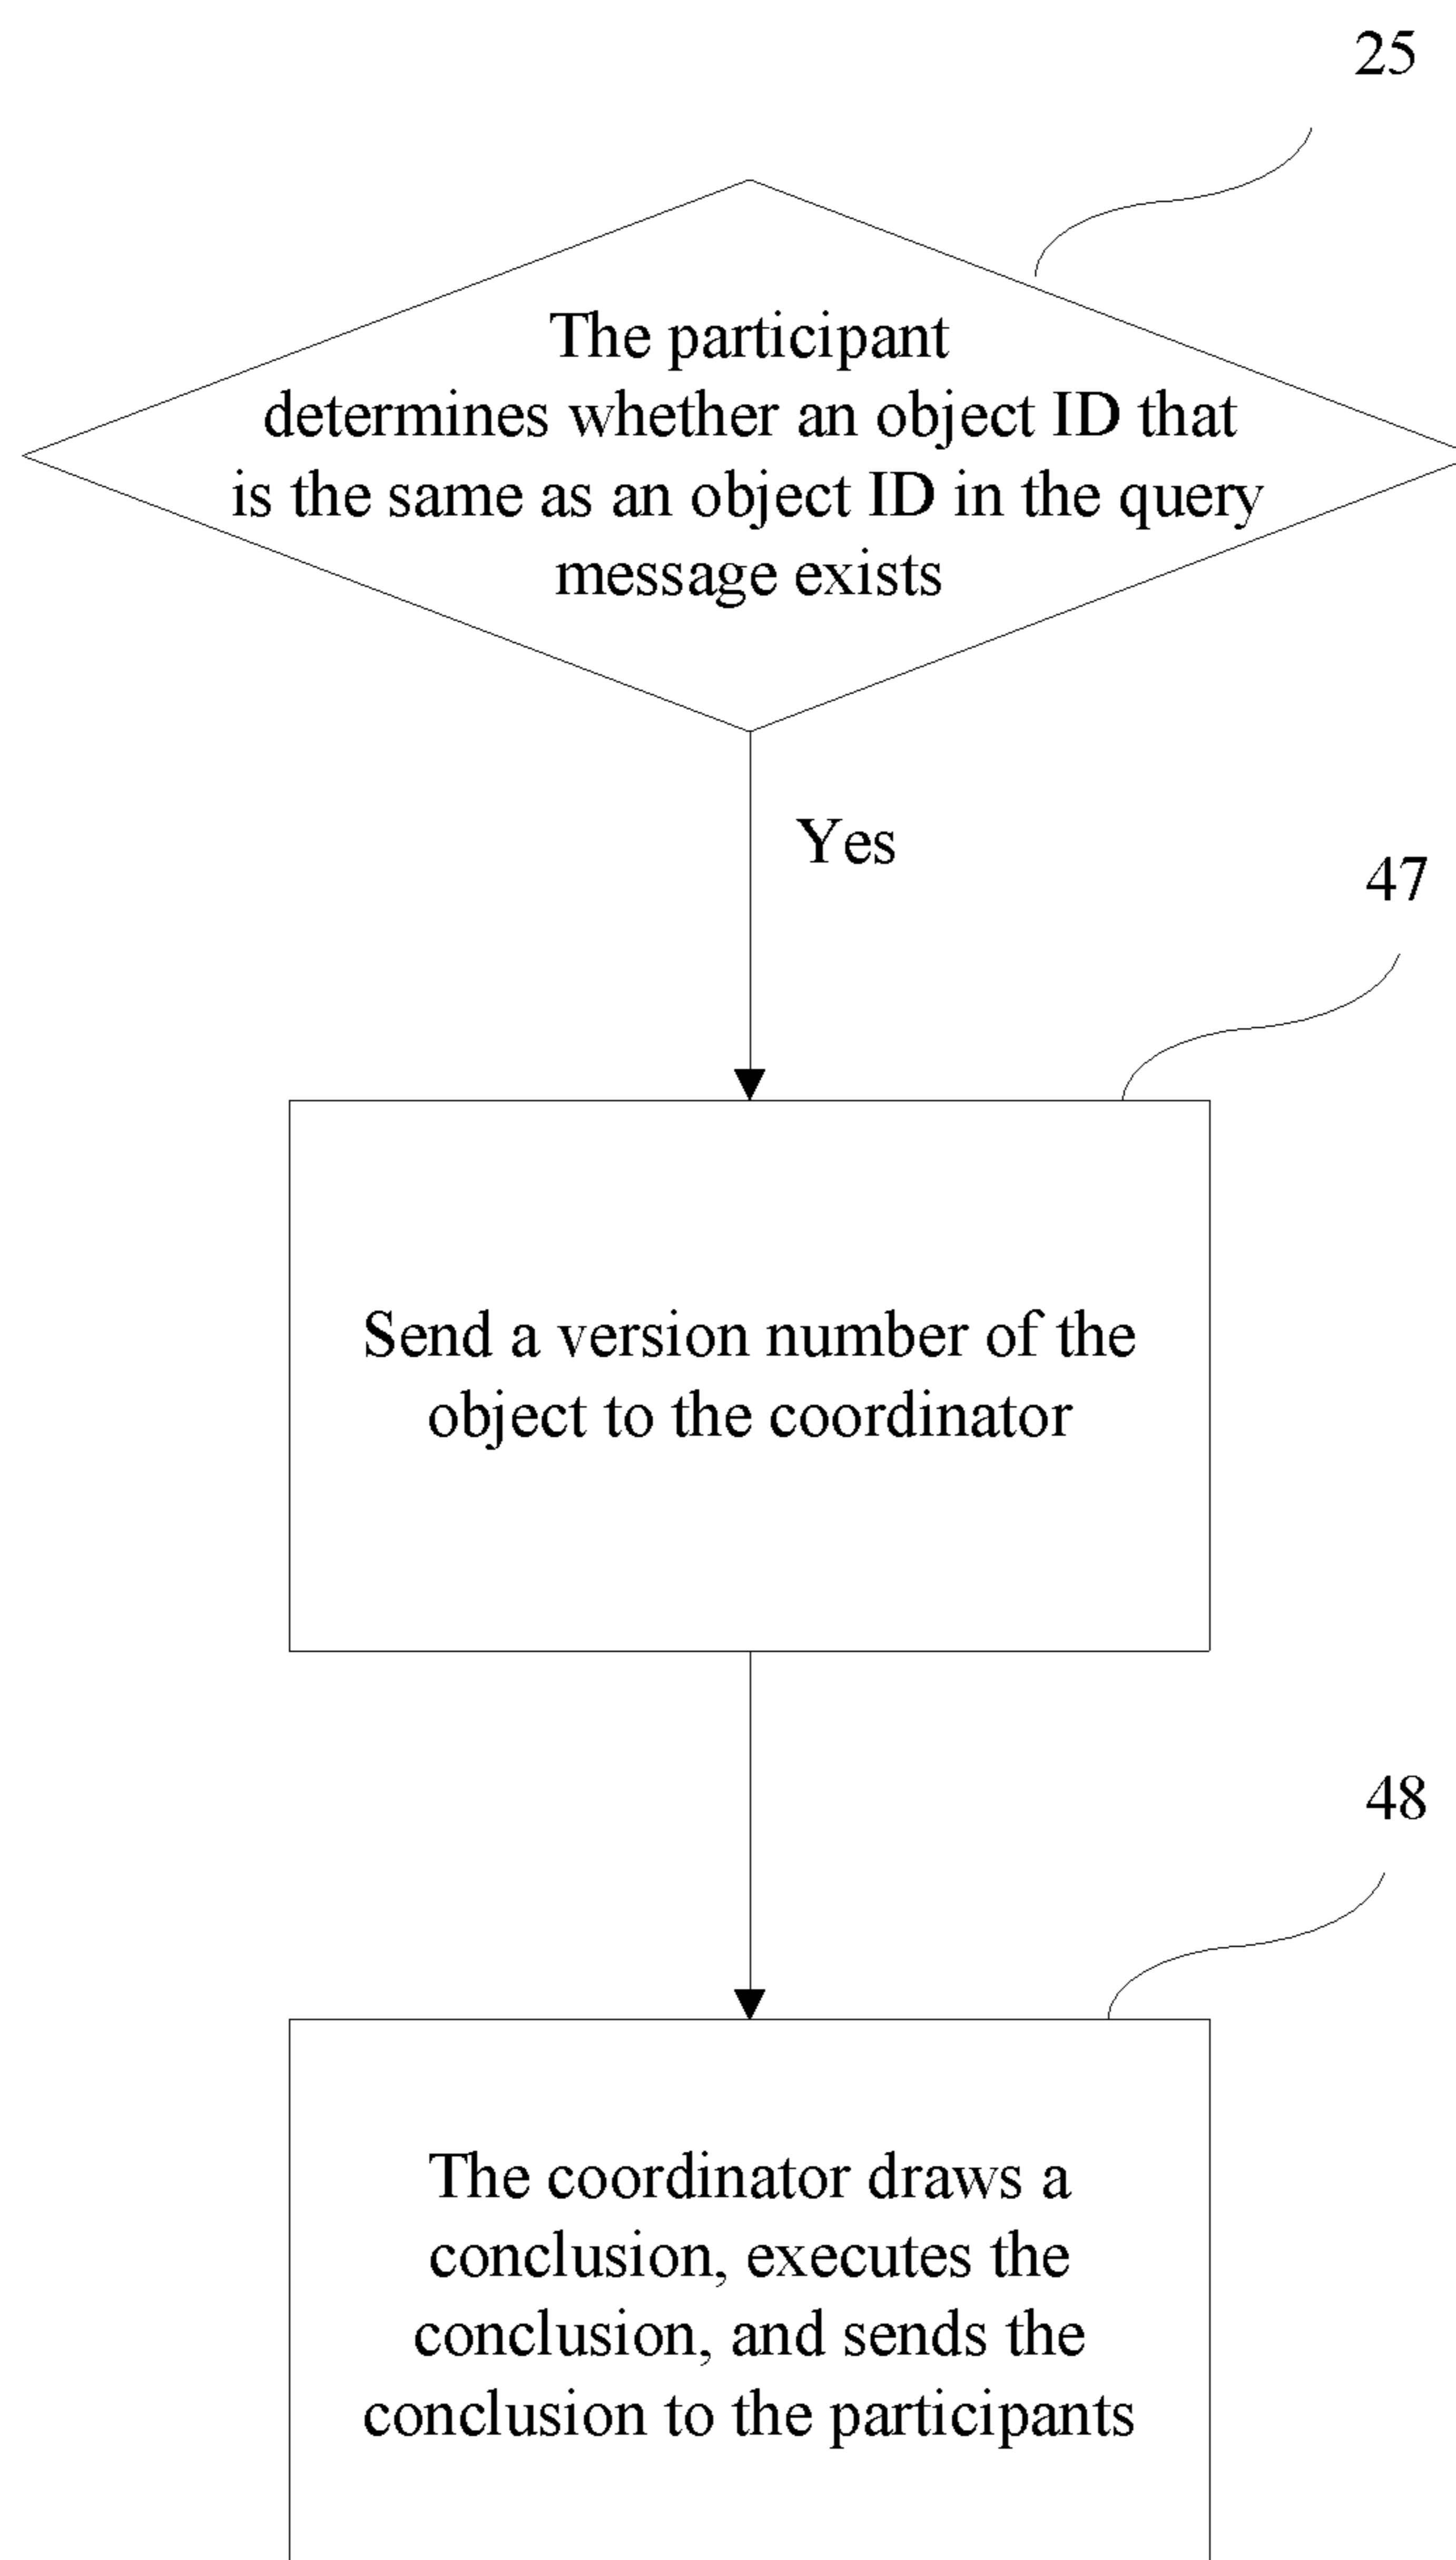 25
The participant
determines whether an object ID that
is the same as an object ID in the query
message exists
Yes
47
Send a version number of the
object to the coordinator
48
The coordinator draws a
conclusion, executes the
conclusion, and sends the
conclusion to the participants